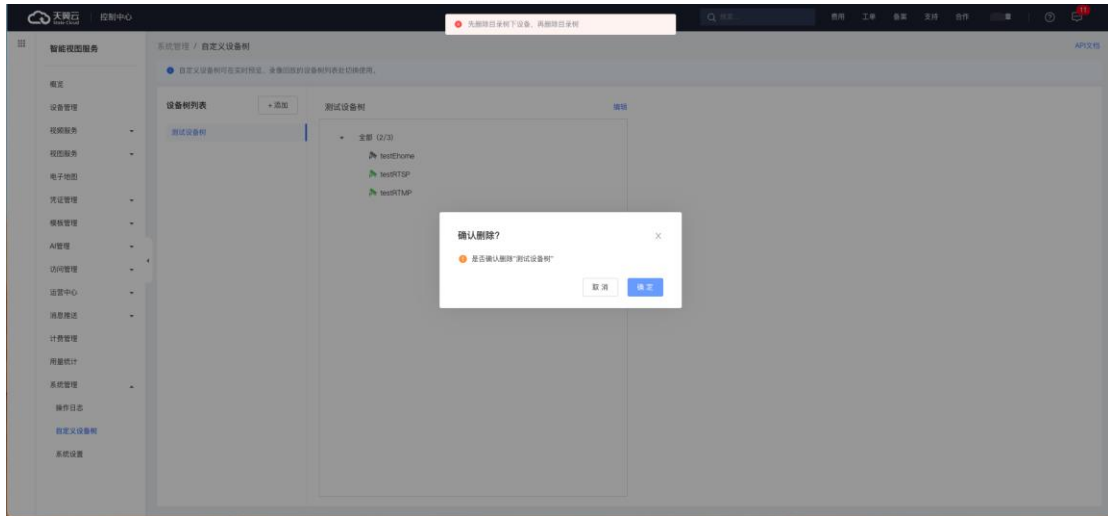 天翼云 控制中心
State Cloud
先删除目录树下设备，再删除目录树
搜索...
费用 工单 备案 支持 合作
11
智能视图服务
系统管理 / 自定义设备树
API文档
自定义设备树可在实时预览、录像回放的设备树列表处切换使用。
概览
设备管理
视频服务
视图服务
电子地图
凭证管理
模板管理
AI管理
访问管理
运营中心
消息推送
计费管理
用量统计
系统管理
操作日志
自定义设备树
系统设置
设备树列表
+ 添加
测试设备树
测试设备树
编辑
全部 (2/3)
testEhome
testRTSP
testRTMP
确认删除?
是否确认删除"测试设备树"
取消
确定